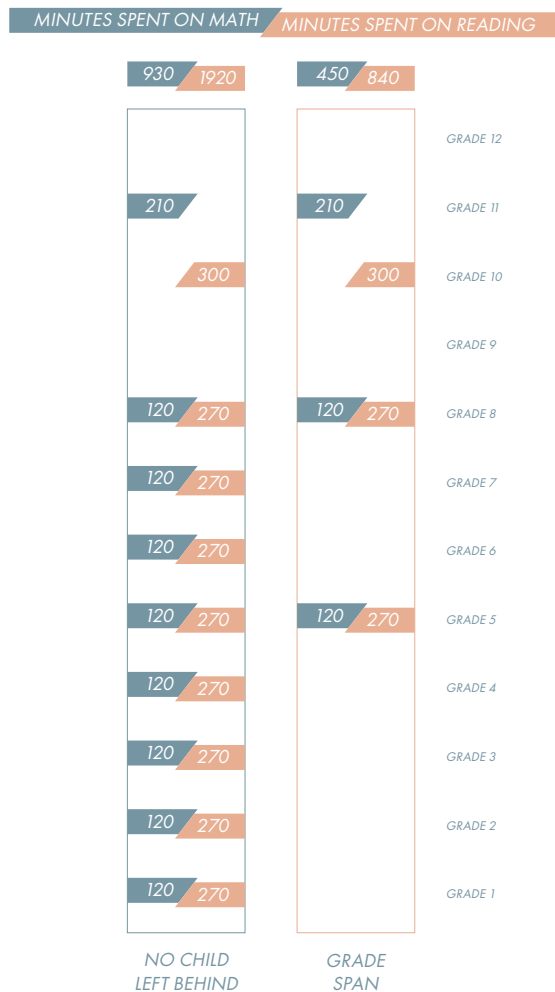 MINUTES SPENT ON MATH MINUTES SPENT ON READING
930 1920 450 840
GRADE 12
210 210 GRADE 11
300 300 GRADE 10
GRADE 9
120 270 120 270 GRADE 8
120 270 GRADE 7
120 270 GRADE 6
120 270 120 270 GRADE 5
120 270 GRADE 4
120 270 GRADE 3
120 270 GRADE 2
120 270 GRADE 1
NO CHILD GRADE
LEFT BEHIND SPAN